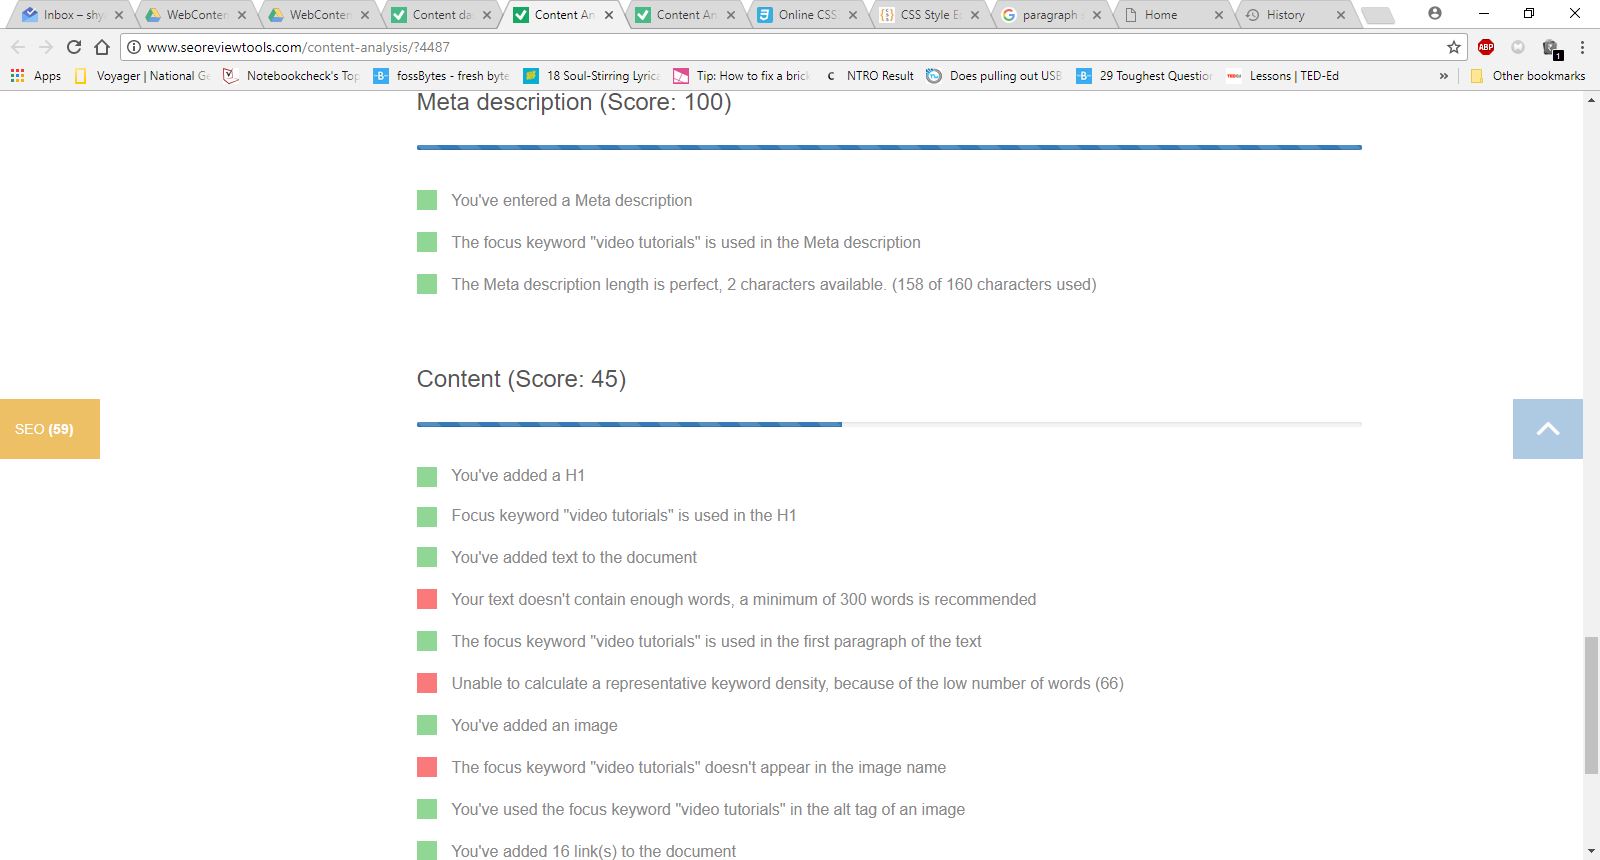 Inbox – shy
WebConten
WebConten
Content da
Content An
Content An
Online CSS
CSS Style E
paragraph
Home
History
www.seoreviewtools.com/content-analysis/?4487
ABP
1
Apps
Voyager | National Ge
Notebookcheck's Top
fossBytes - fresh byte
18 Soul-Stirring Lyrica
Tip: How to fix a brick
NTRO Result
Does pulling out USB
29 Toughest Question
Lessons | TED-Ed
»
Other bookmarks
Meta description (Score: 100)
You've entered a Meta description
The focus keyword "video tutorials" is used in the Meta description
The Meta description length is perfect, 2 characters available. (158 of 160 characters used)
Content (Score: 45)
SEO (59)
You've added a H1
Focus keyword "video tutorials" is used in the H1
You've added text to the document
Your text doesn't contain enough words, a minimum of 300 words is recommended
The focus keyword "video tutorials" is used in the first paragraph of the text
Unable to calculate a representative keyword density, because of the low number of words (66)
You've added an image
The focus keyword "video tutorials" doesn't appear in the image name
You've used the focus keyword "video tutorials" in the alt tag of an image
You've added 16 link(s) to the document